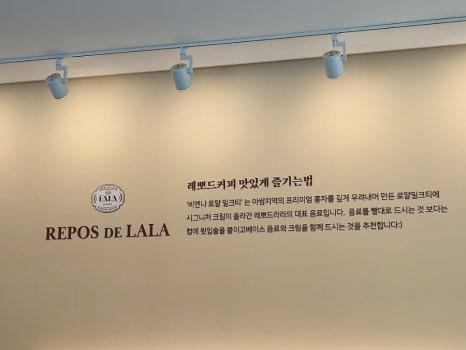 LALA
REPOS DE LALA
레뽀드커피 맛있게 즐기는법
'비엔나 로얄 밀크티' 는 아쌈지역의 프리미엄 홍차를 깊게 우려내어 만든 로얄밀크티에
시그니처 크림이 올라간 레뽀드라라의 대표 음료입니다. 음료를 빨대로 드시는 것 보다는
컵에 윗입술을 붙이고베이스 음료와 크림을 함께 드시는 것을 추천합니다:)